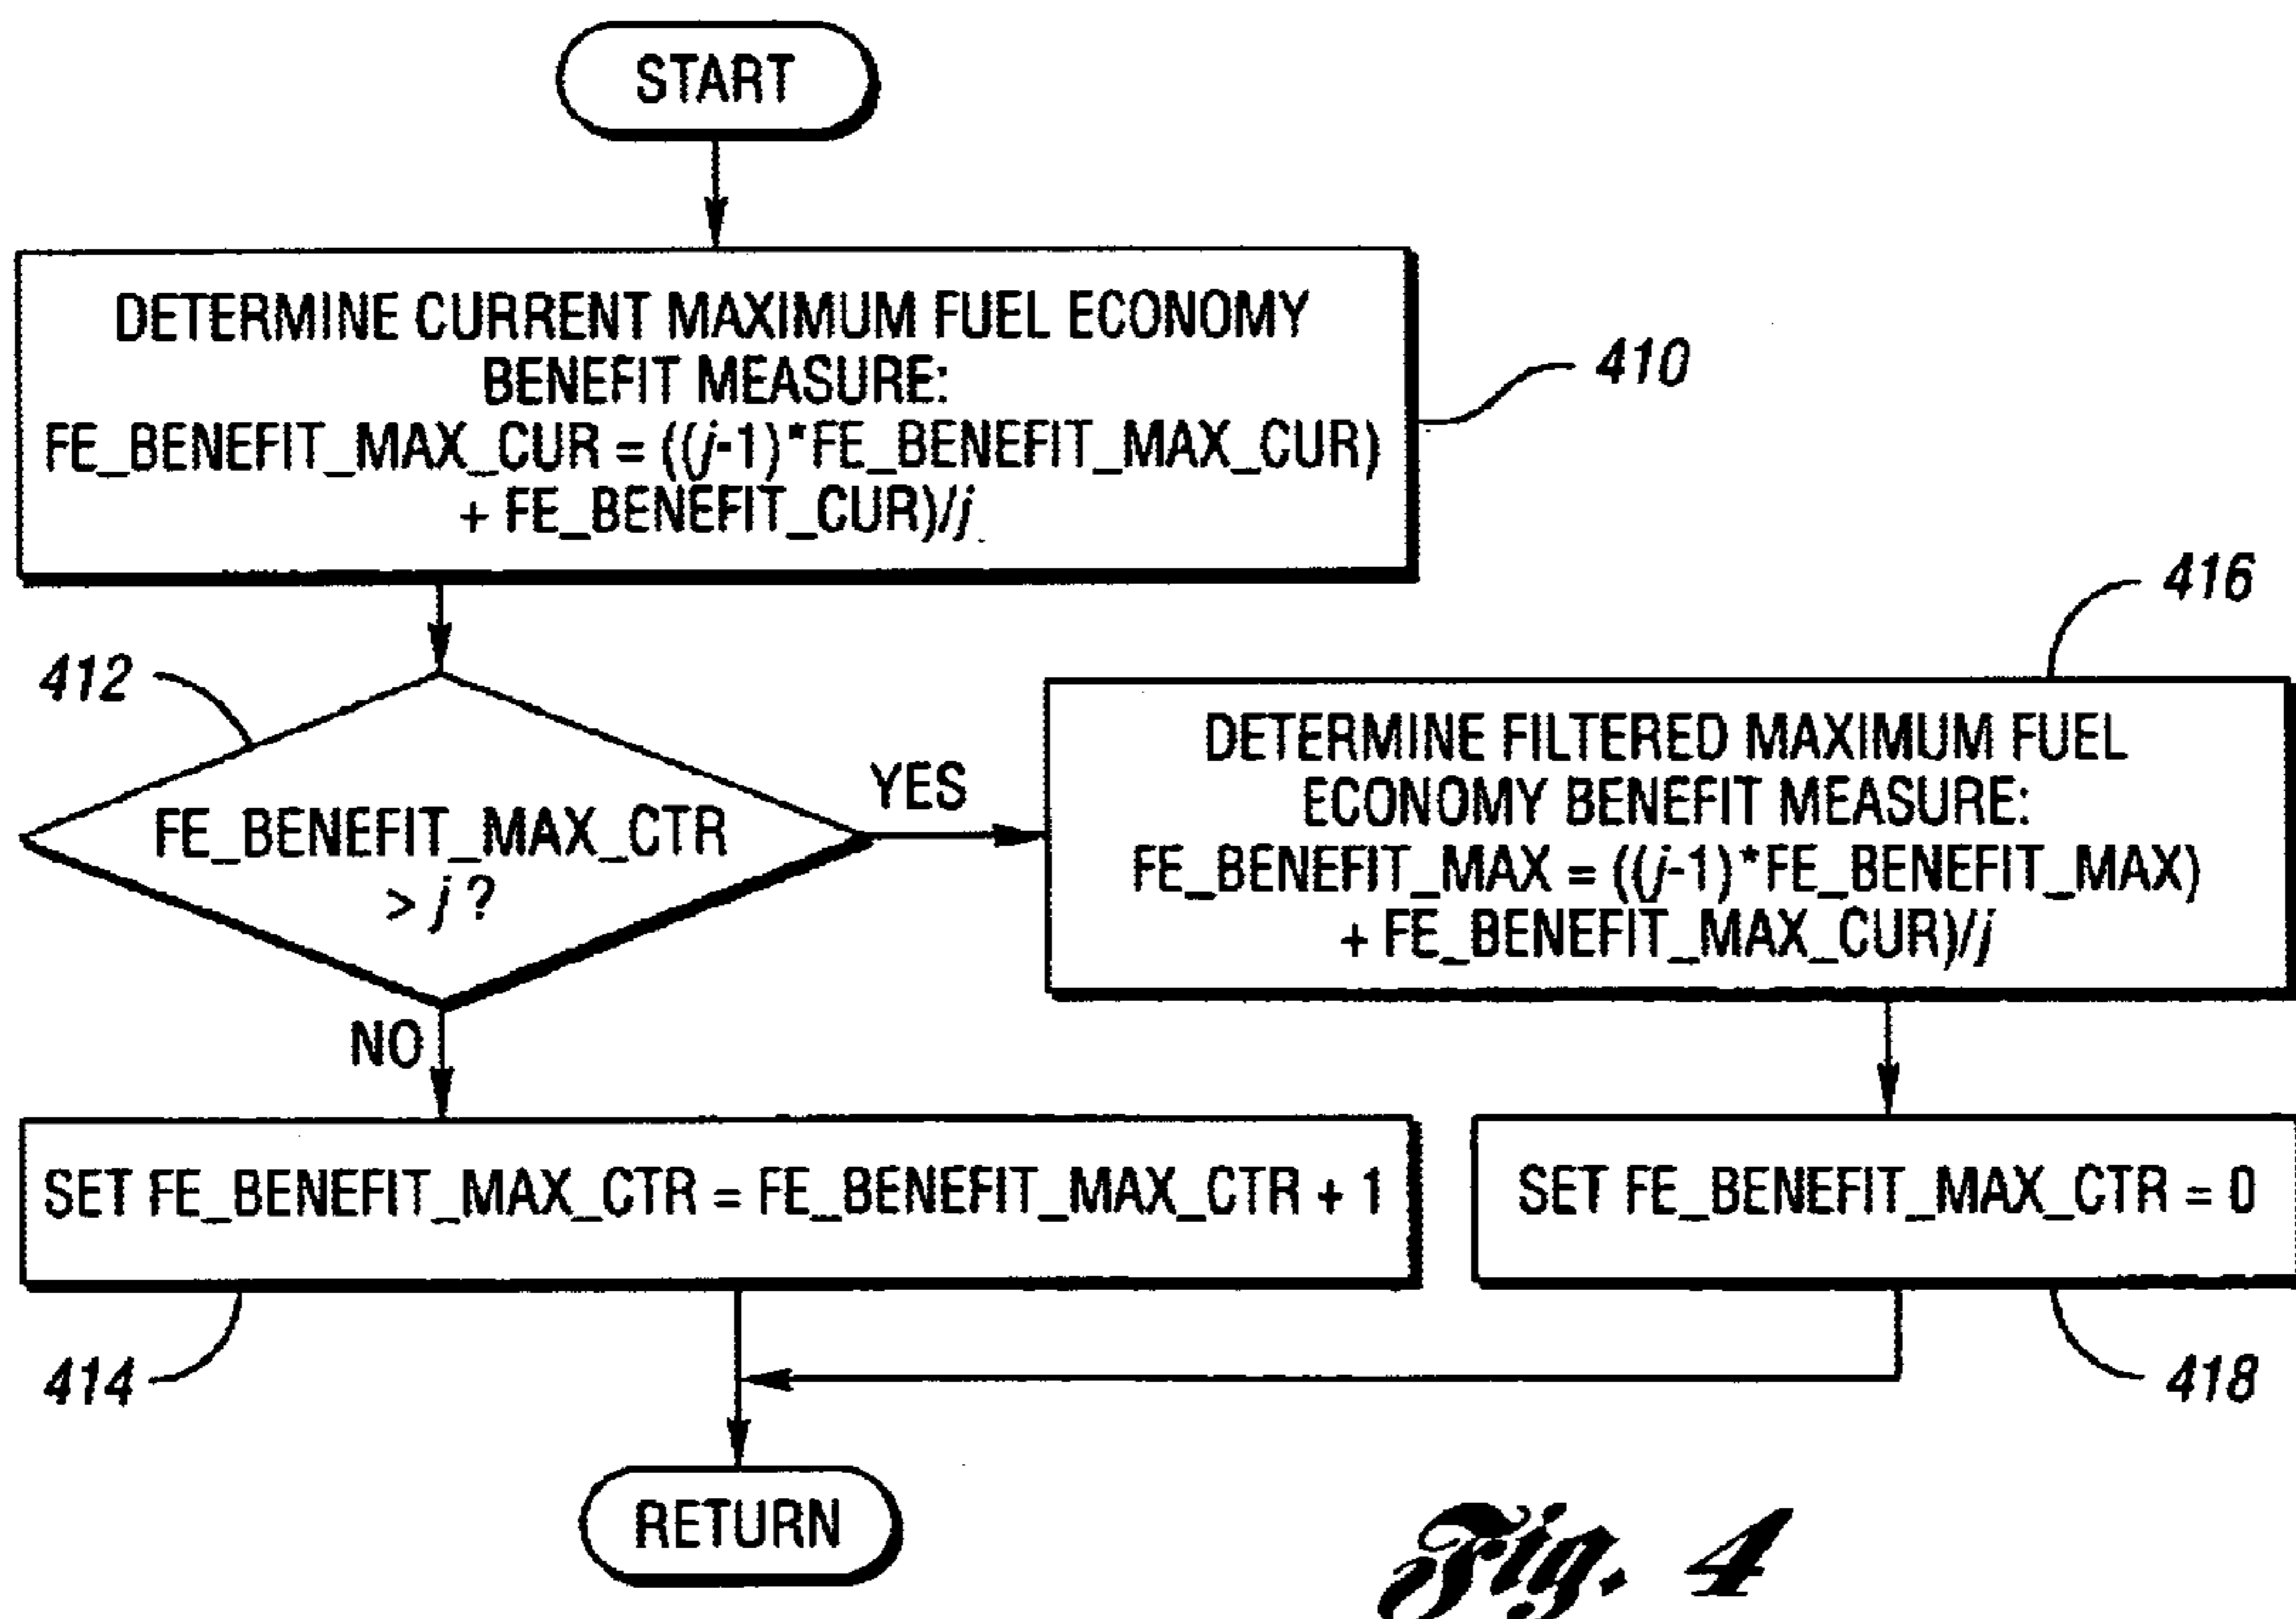 START
DETERMINE CURRENT MAXIMUM FUEL ECONOMY
BENEFIT MEASURE:
FE_BENEFIT_MAX_CUR = ((j-1)*FE_BENEFIT_MAX_CUR)
+ FE_BENEFIT_CUR)/j
410
416
412
FE_BENEFIT_MAX_CTR
> j ?
YES
DETERMINE FILTERED MAXIMUM FUEL
ECONOMY BENEFIT MEASURE:
FE_BENEFIT_MAX = ((j-1)*FE_BENEFIT_MAX)
+ FE_BENEFIT_MAX_CUR)/j
NO
SET FE_BENEFIT_MAX_CTR = FE_BENEFIT_MAX_CTR + 1
SET FE_BENEFIT_MAX_CTR = 0
414
418
RETURN
Fig. 4